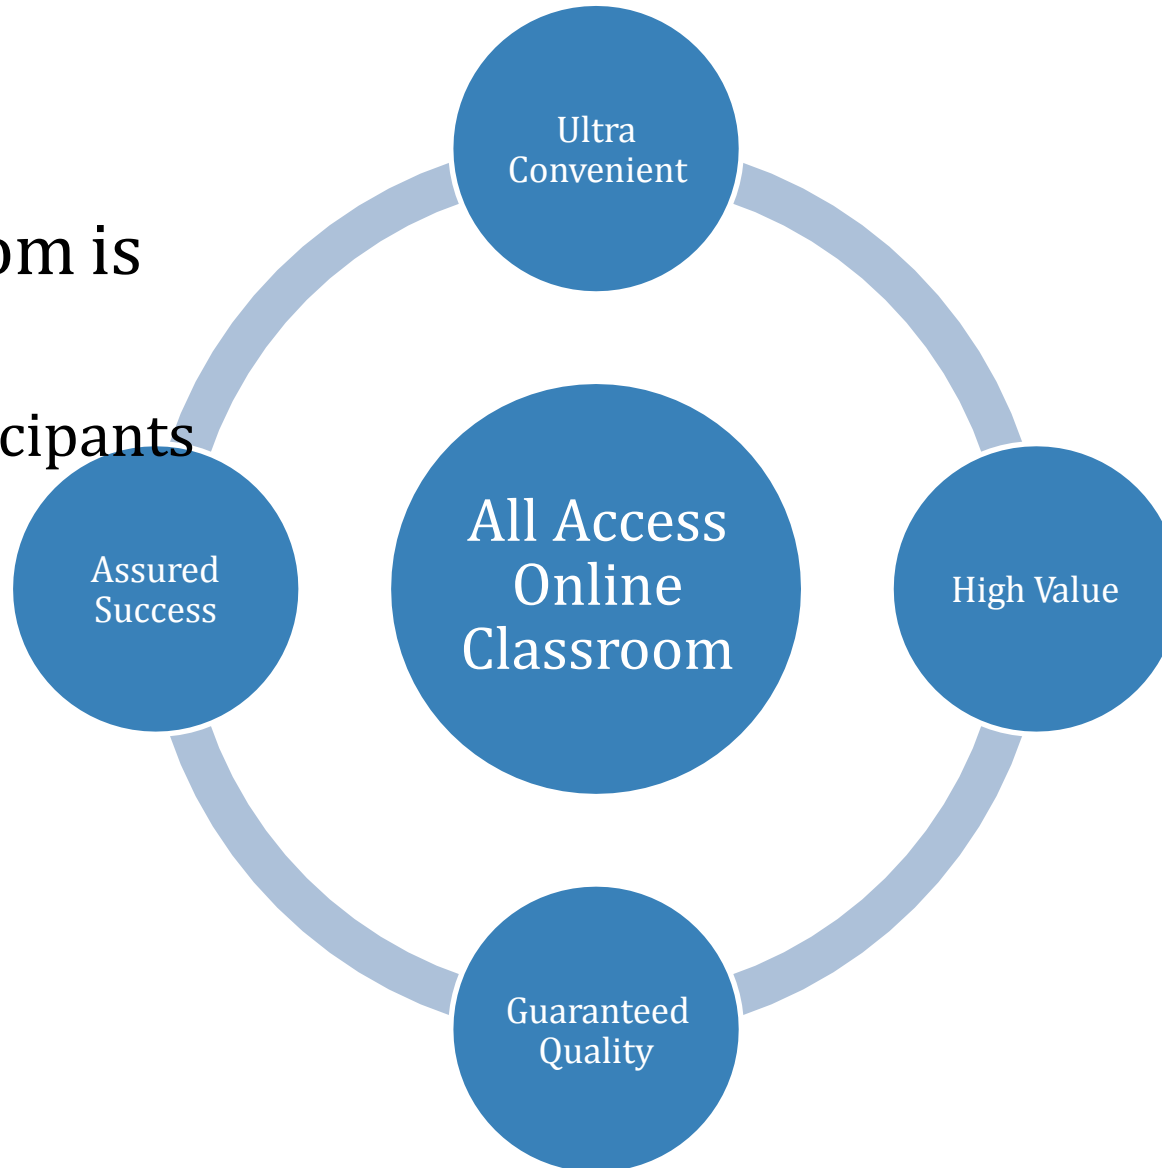 Ultra
Convenient
om is
cipants
Assured
Success
All Access
Online
Classroom
High Value
Guaranteed
Quality